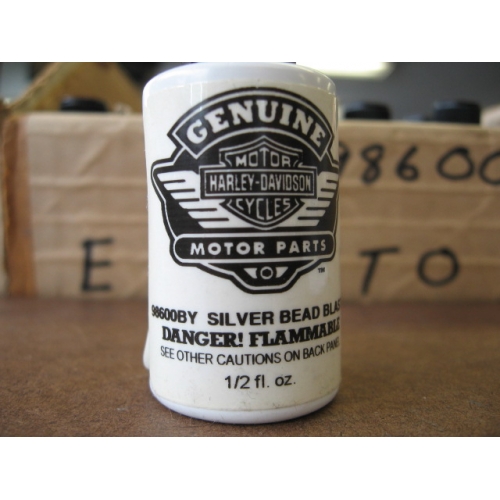 GENUINE
MOTOR
HARLEY-DAVIDSON
CYCLES
MOTOR PARTS
TM
98600BY SILVER BEAD BLAS
DANGER! FLAMMABLE
SEE OTHER CAUTIONS ON BACK PANE
1/2 fl. oz.
98600
E
TO